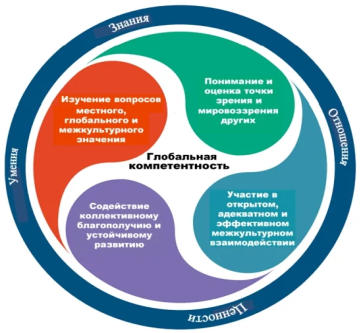 Знания
Понимание и
оценка точки
зрения и
мировоззрения
других
Изучение вопросов
местного,
глобального и
межкультурного
значения
Отношения
Умения
Глобальная
компетентность
Содействие
коллективному
благополучию и
устойчивому
развитию
Участие в
открытом,
адекватном и
эффективном
межкультурном
взаимодействии
Ценности